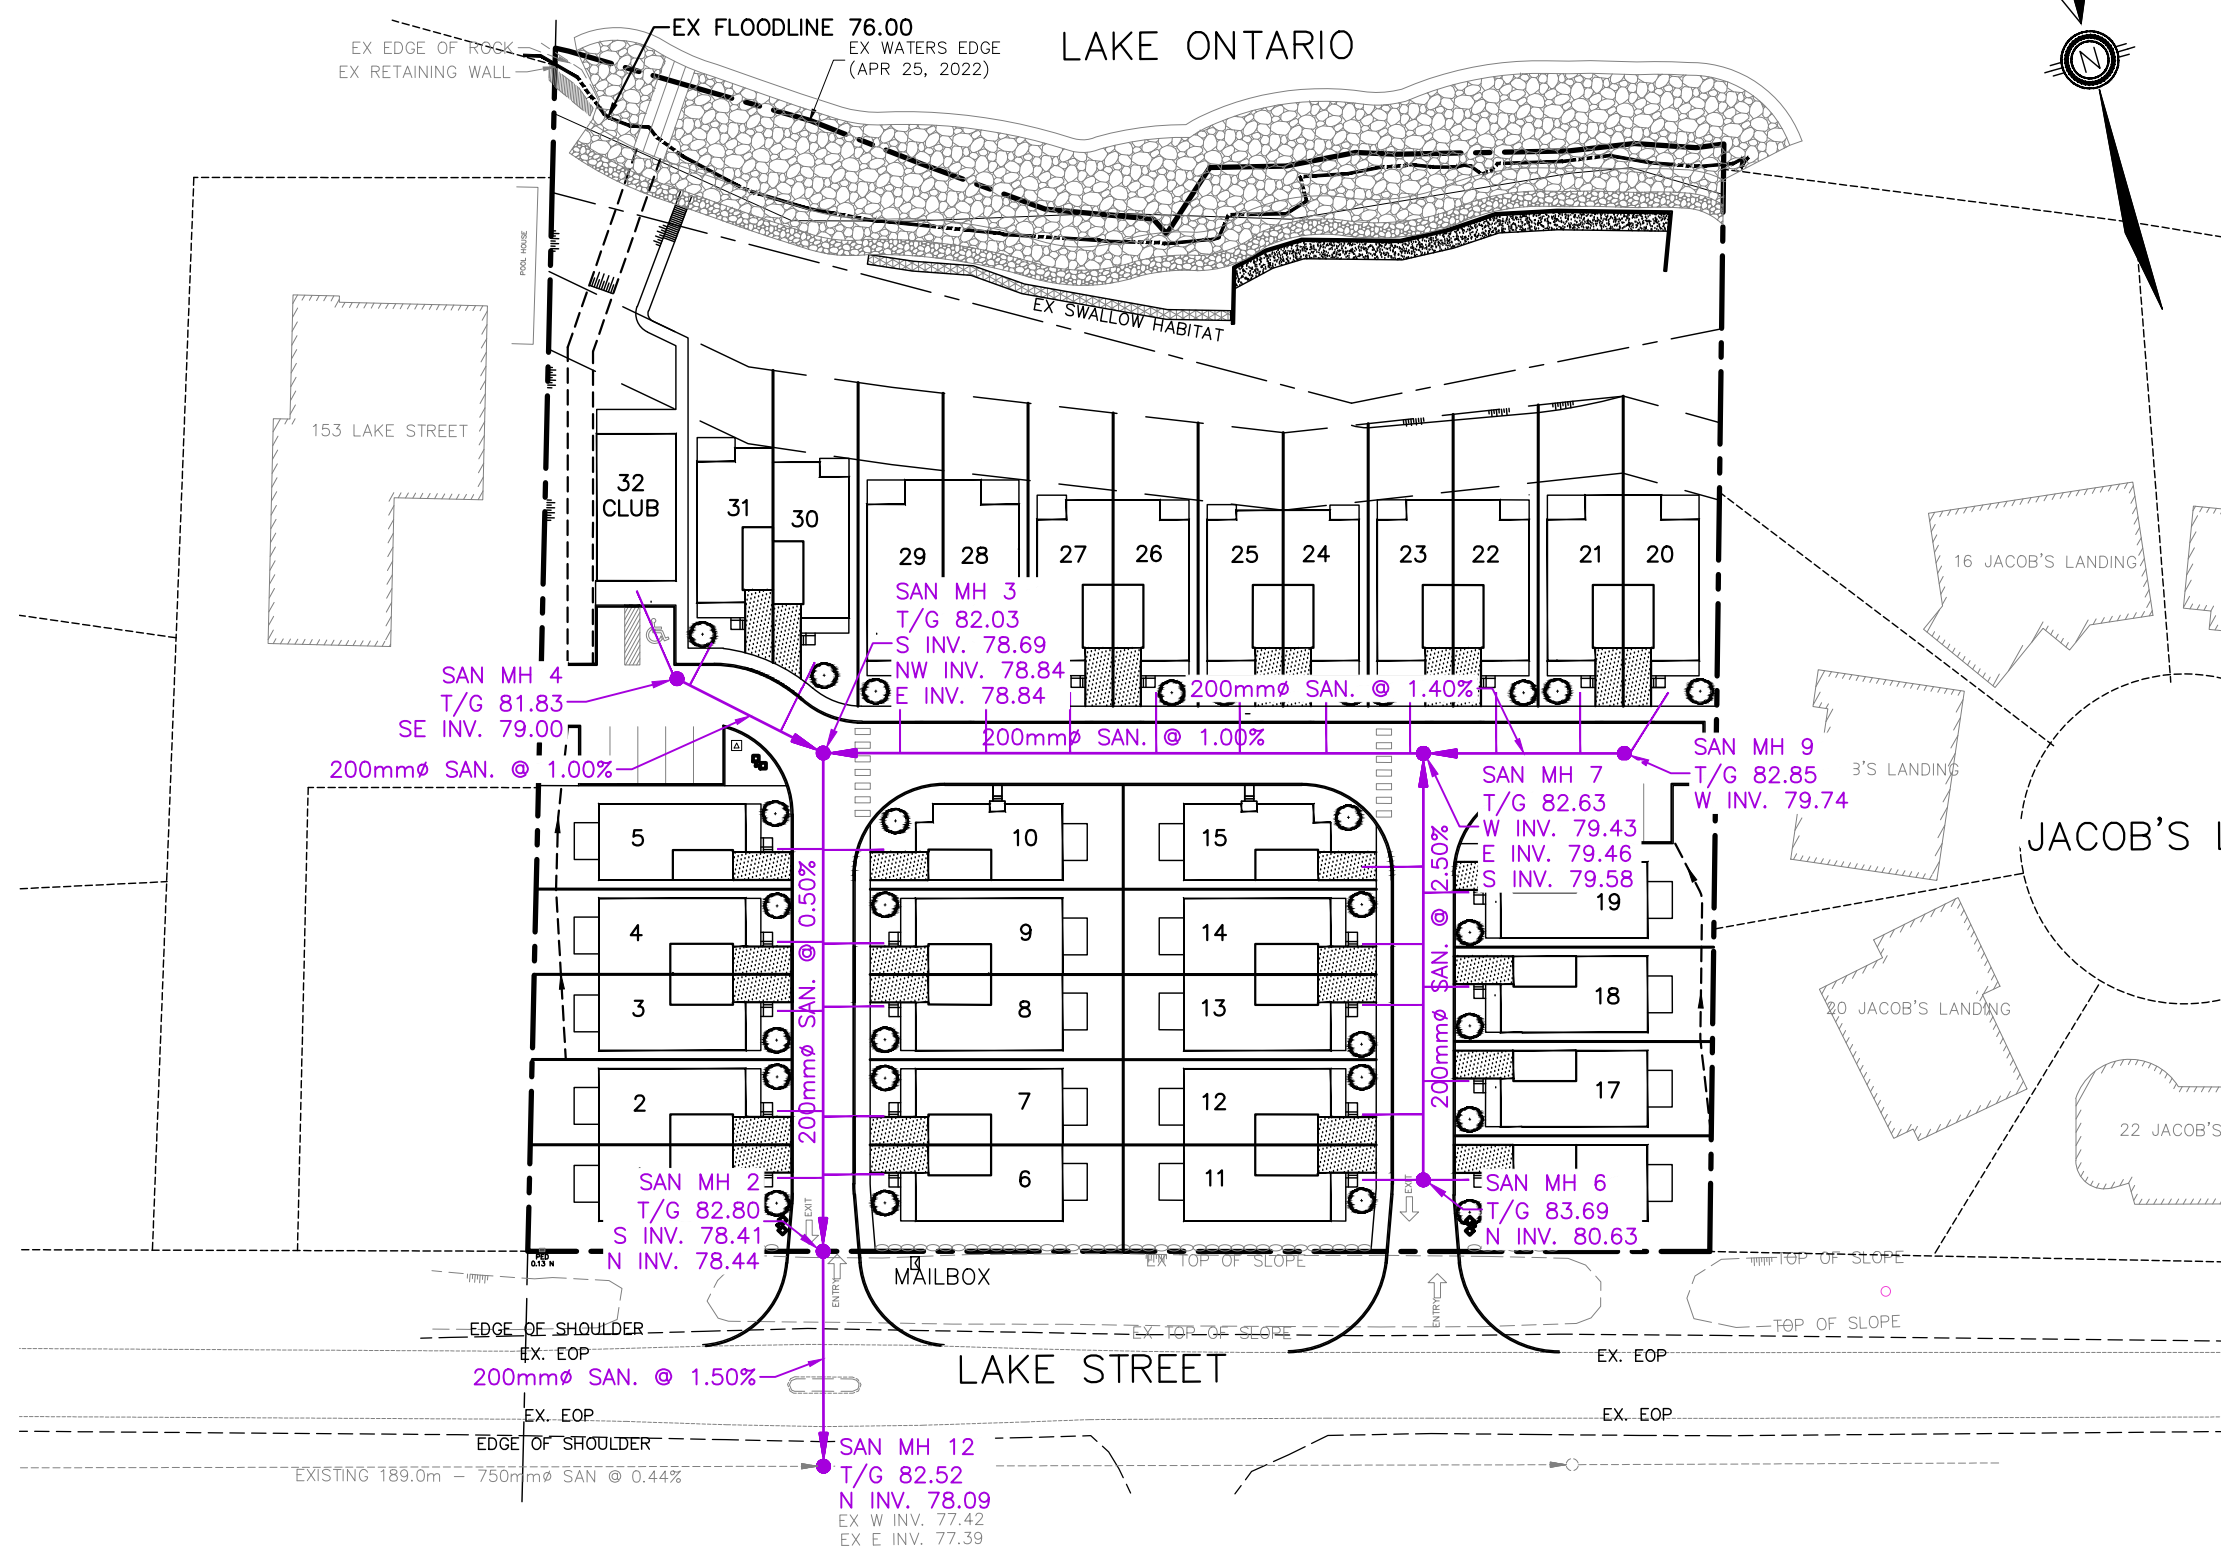 EX FLOODLINE 76.00
LAKE ONTARIO
EX EDGE OF ROCK
EX RETAINING WALL
EX WATERS EDGE
(APR 25, 2022)
N
POOL HOUSE
EX SWALLOW HABITAT
153 LAKE STREET
32
CLUB
31
30
29
28
27
26
25
24
23
22
21
20
16 JACOB'S LANDING
SAN MH 3
T/G 82.03
S INV. 78.69
NW INV. 78.84
E INV. 78.84
SAN MH 4
T/G 81.83
SE INV. 79.00
200mmø SAN. @ 1.40%
200mmø SAN. @ 1.00%
200mmø SAN. @ 1.00%
SAN MH 9
T/G 82.85
W INV. 79.74
SAN MH 7
T/G 82.63
W INV. 79.43
E INV. 79.46
S INV. 79.58
3'S LANDING
JACOB'S L
5
10
15
19
4
9
14
3
8
13
18
2
7
12
17
6
11
200mmø SAN. @ 0.50%
200mmø SAN. @ 2.50%
20 JACOB'S LANDING
22 JACOB'S
SAN MH 2
T/G 82.80
S INV. 78.41
N INV. 78.44
SAN MH 6
T/G 83.69
N INV. 80.63
EXIT
ENTRY
EXIT
ENTRY
PED
0.13 N
MAILBOX
EX TOP OF SLOPE
TOP OF SLOPE
EX TOP OF SLOPE
TOP OF SLOPE
EDGE OF SHOULDER
EX. EOP
EX. EOP
200mmø SAN. @ 1.50%
LAKE STREET
EX. EOP
EX. EOP
EDGE OF SHOULDER
EXISTING 189.0m - 750mmø SAN @ 0.44%
SAN MH 12
T/G 82.52
N INV. 78.09
EX W INV. 77.42
EX E INV. 77.39